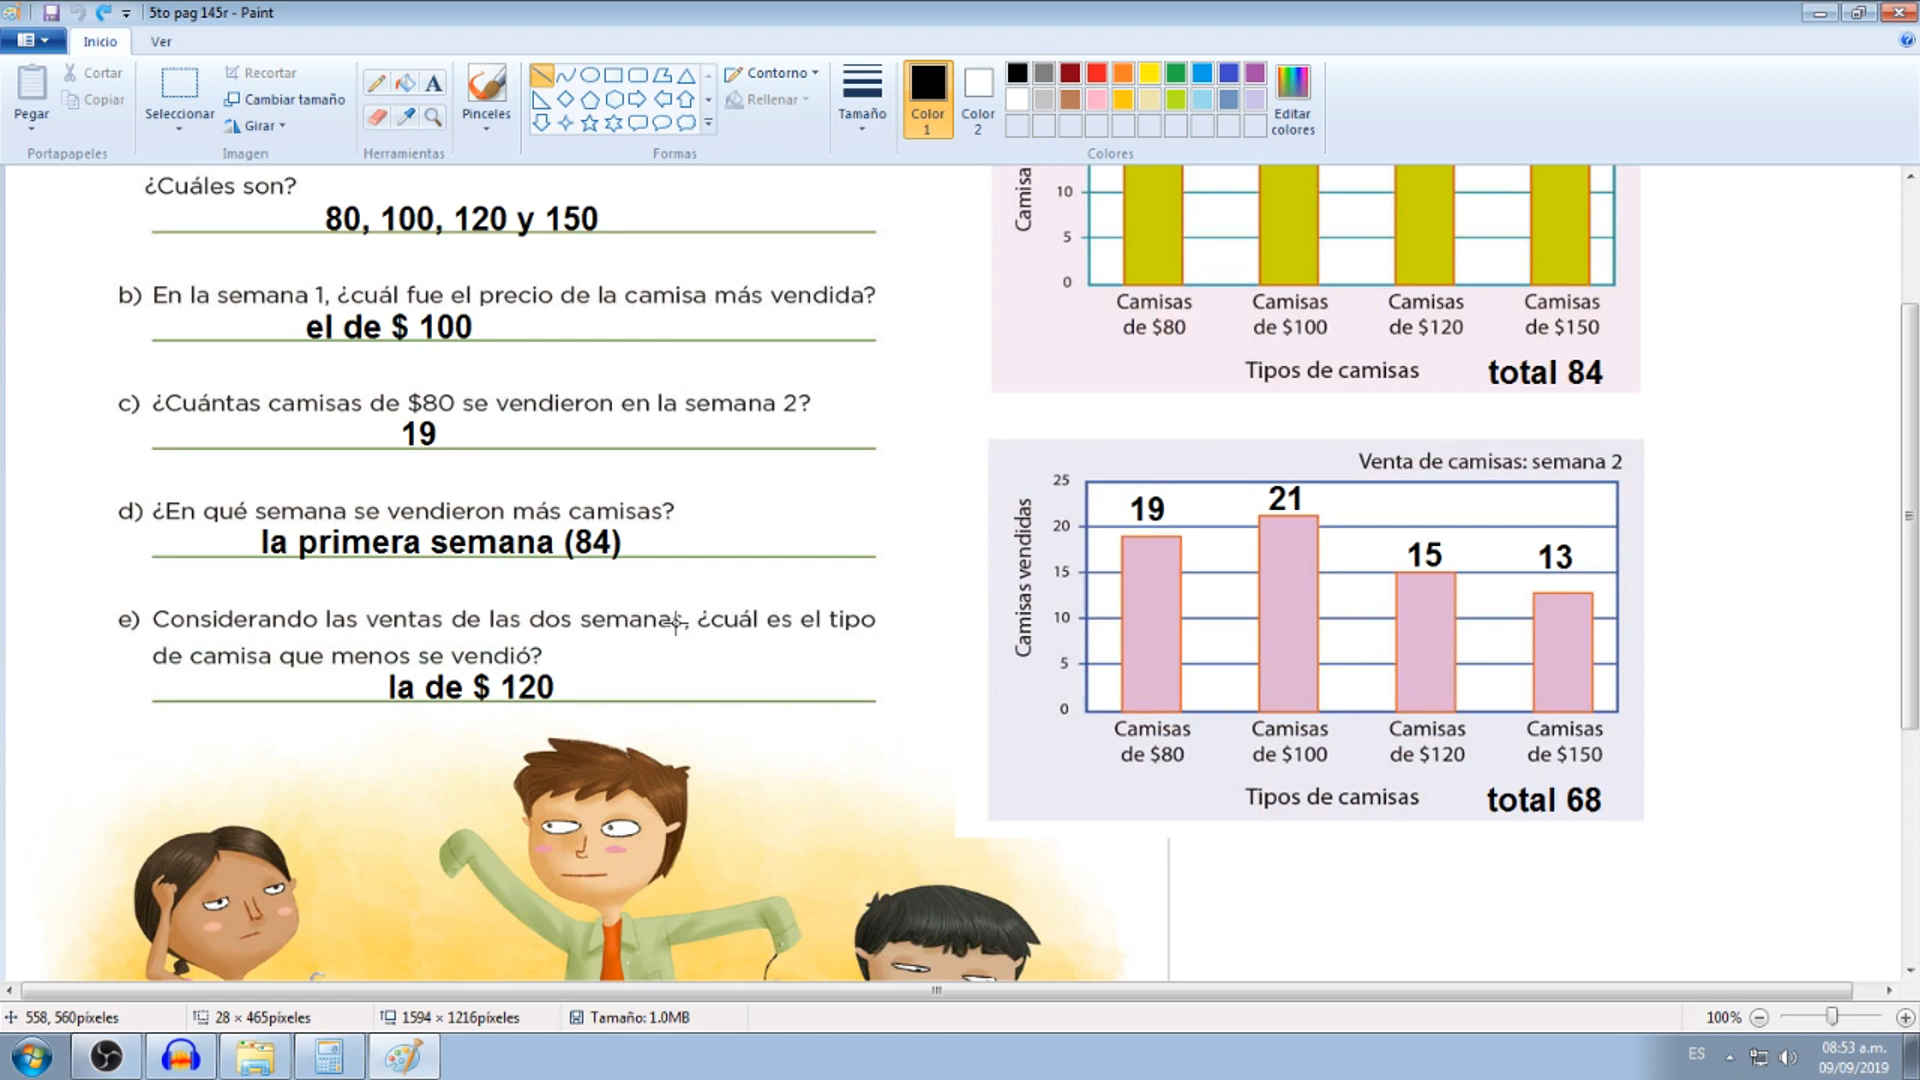 5to pag 145r - Paint
Inicio
Ver
Pegar
Cortar
Copiar
Portapapeles
Seleccionar
Recortar
Cambiar tamaño
Girar
Imagen
Herramientas
Pinceles
Contorno
Rellenar
Formas
Tamaño
Color
1
Color
2
Editar
colores
Colores
¿Cuáles son?
80, 100, 120 y 150
b) En la semana 1, ¿cuál fue el precio de la camisa más vendida?
el de $ 100
c) ¿Cuántas camisas de $80 se vendieron en la semana 2?
19
d) ¿En qué semana se vendieron más camisas?
la primera semana (84)
e) Considerando las ventas de las dos semanas, ¿cuál es el tipo
de camisa que menos se vendió?
la de $ 120
Camisa
10
5
0
Camisas
de $80
Camisas
de $100
Camisas
de $120
Camisas
de $150
Tipos de camisas
total 84
Venta de camisas: semana 2
Camisas vendidas
25
20
15
10
5
0
19
21
15
13
Camisas
de $80
Camisas
de $100
Camisas
de $120
Camisas
de $150
Tipos de camisas
total 68
558, 560píxeles
28 × 465píxeles
1594 × 1216píxeles
Tamaño: 1.0MB
100%
ES
08:53 a.m.
09/09/2019